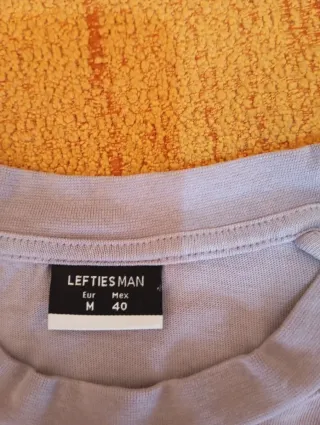 LEFTIES MAN
Eur Mex
M 40